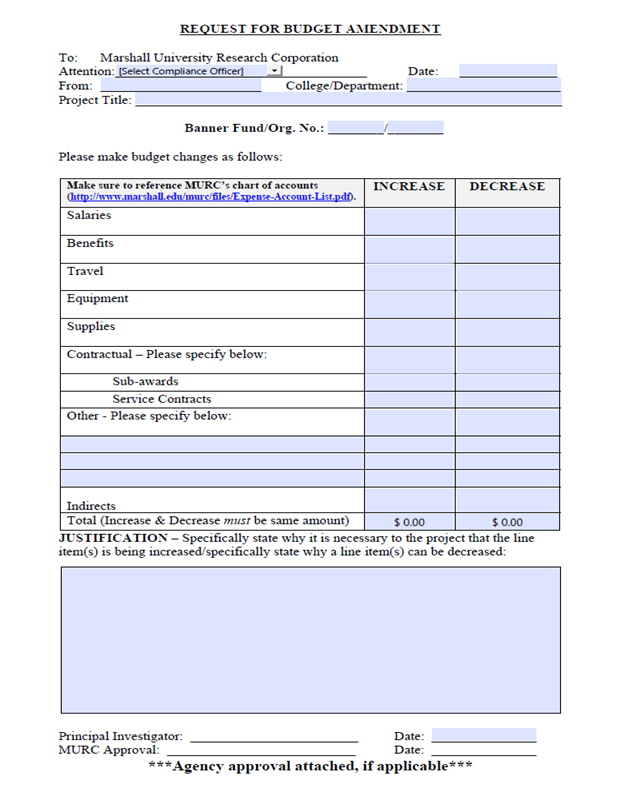 REQUEST FOR BUDGET AMENDMENT
To: Marshall University Research Corporation
Attention: [Select Compliance Officer] Date:
From: College/Department:
Project Title:
Banner Fund/Org. No.: /
Please make budget changes as follows:
Make sure to reference MURC's chart of accounts
(http://www.marshall.edu/murc/files/Expense-Account-List.pdf).
INCREASE DECREASE
Salaries
Benefits
Travel
Equipment
Supplies
Contractual – Please specify below:
Sub-awards
Service Contracts
Other - Please specify below:
Indirects
Total (Increase & Decrease must be same amount) $ 0.00 $ 0.00
JUSTIFICATION – Specifically state why it is necessary to the project that the line
item(s) is being increased/specifically state why a line item(s) can be decreased:
Principal Investigator: Date:
MURC Approval: Date:
***Agency approval attached, if applicable***